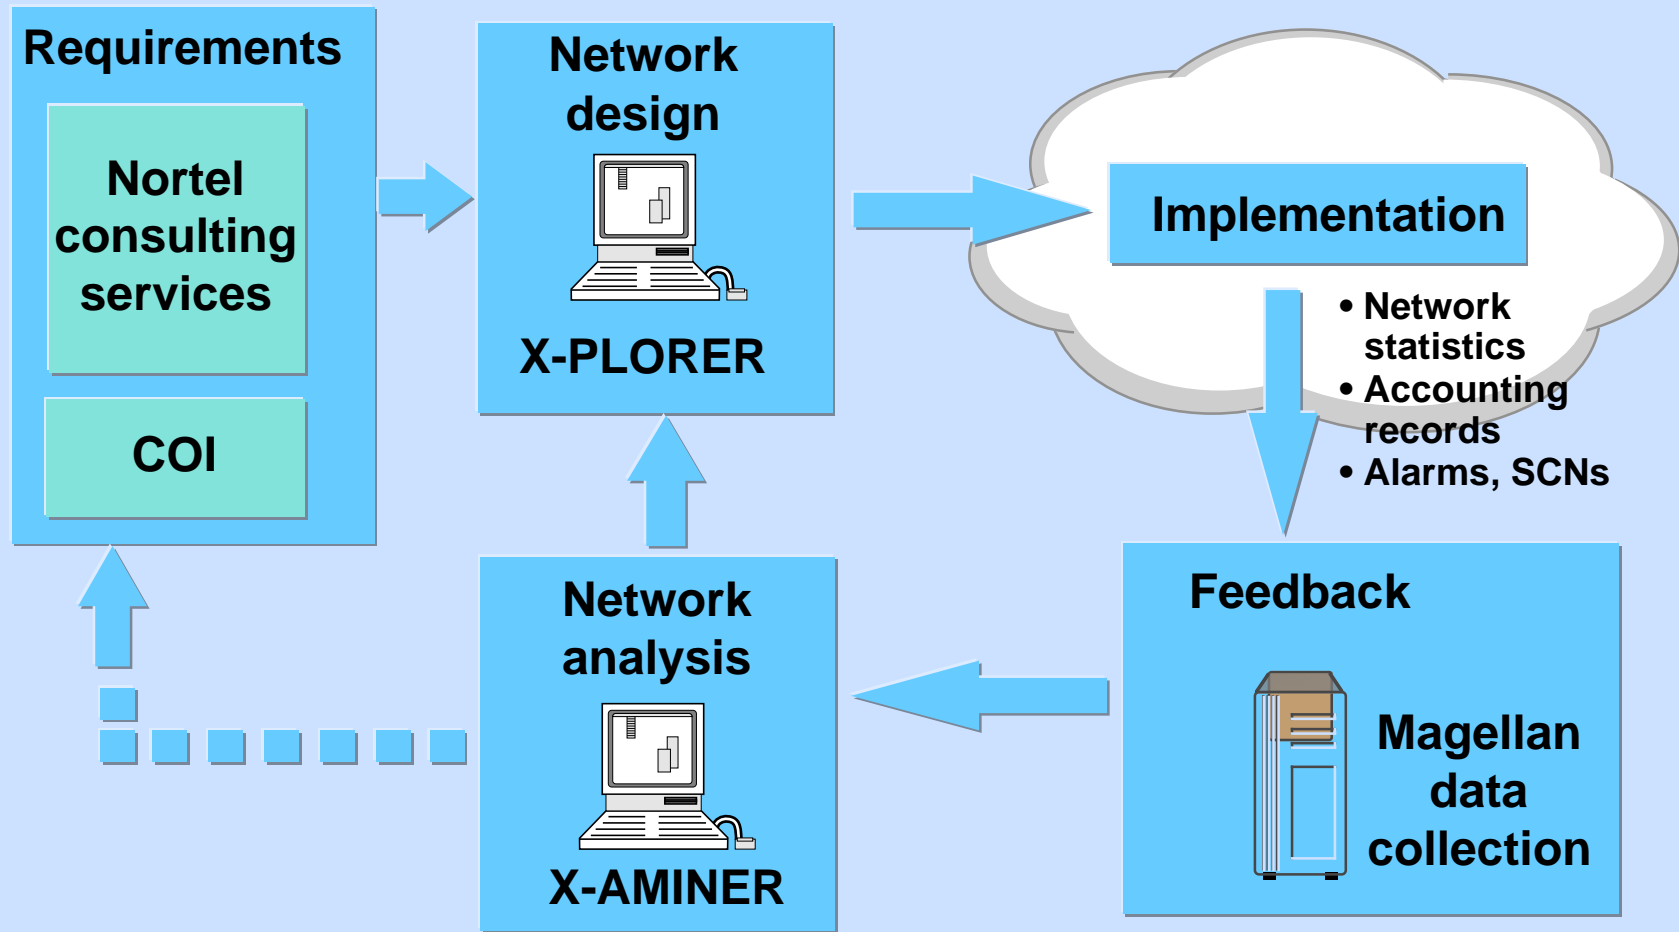 Requirements
Nortel
consulting
services
COI
Network
design
X-PLORER
Implementation
• Network
statistics
• Accounting
records
• Alarms, SCNs
Feedback
Magellan
data
collection
Network
analysis
X-AMINER